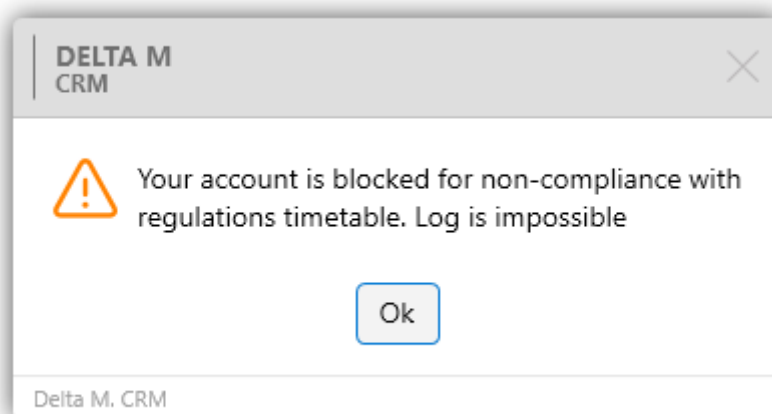 DELTA M
CRM
Your account is blocked for non-compliance with
regulations timetable. Log is impossible
Ok
Delta M. CRM